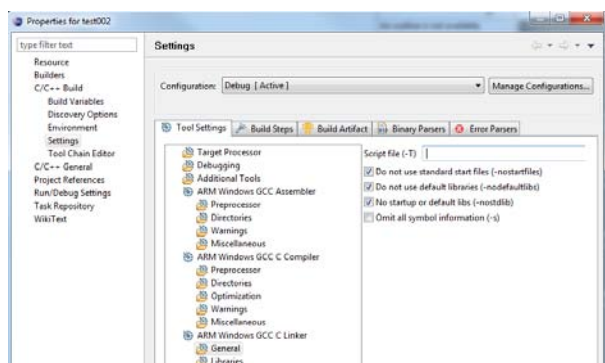 Properties for test002
type filter text
Resource
Builders
C/C++ Build
Build Variables
Discovery Options
Environment
Settings
Tool Chain Editor
C/C++ General
Project References
Run/Debug Settings
Task Repository
WikiText
Settings
Configuration: Debug [ Active ]
Manage Configurations...
Tool Settings Build Steps Build Artifact Binary Parsers Error Parsers
Target Processor
Debugging
Additional Tools
ARM Windows GCC Assembler
Preprocessor
Directories
Warnings
Miscellaneous
ARM Windows GCC C Compiler
Preprocessor
Directories
Optimization
Warnings
Miscellaneous
ARM Windows GCC C Linker
General
Libraries
Script file (-T)
Do not use standard start files (-nostartfiles)
Do not use default libraries (-nodefaultlibs)
No startup or default libs (-nostdlib)
Omit all symbol information (-s)